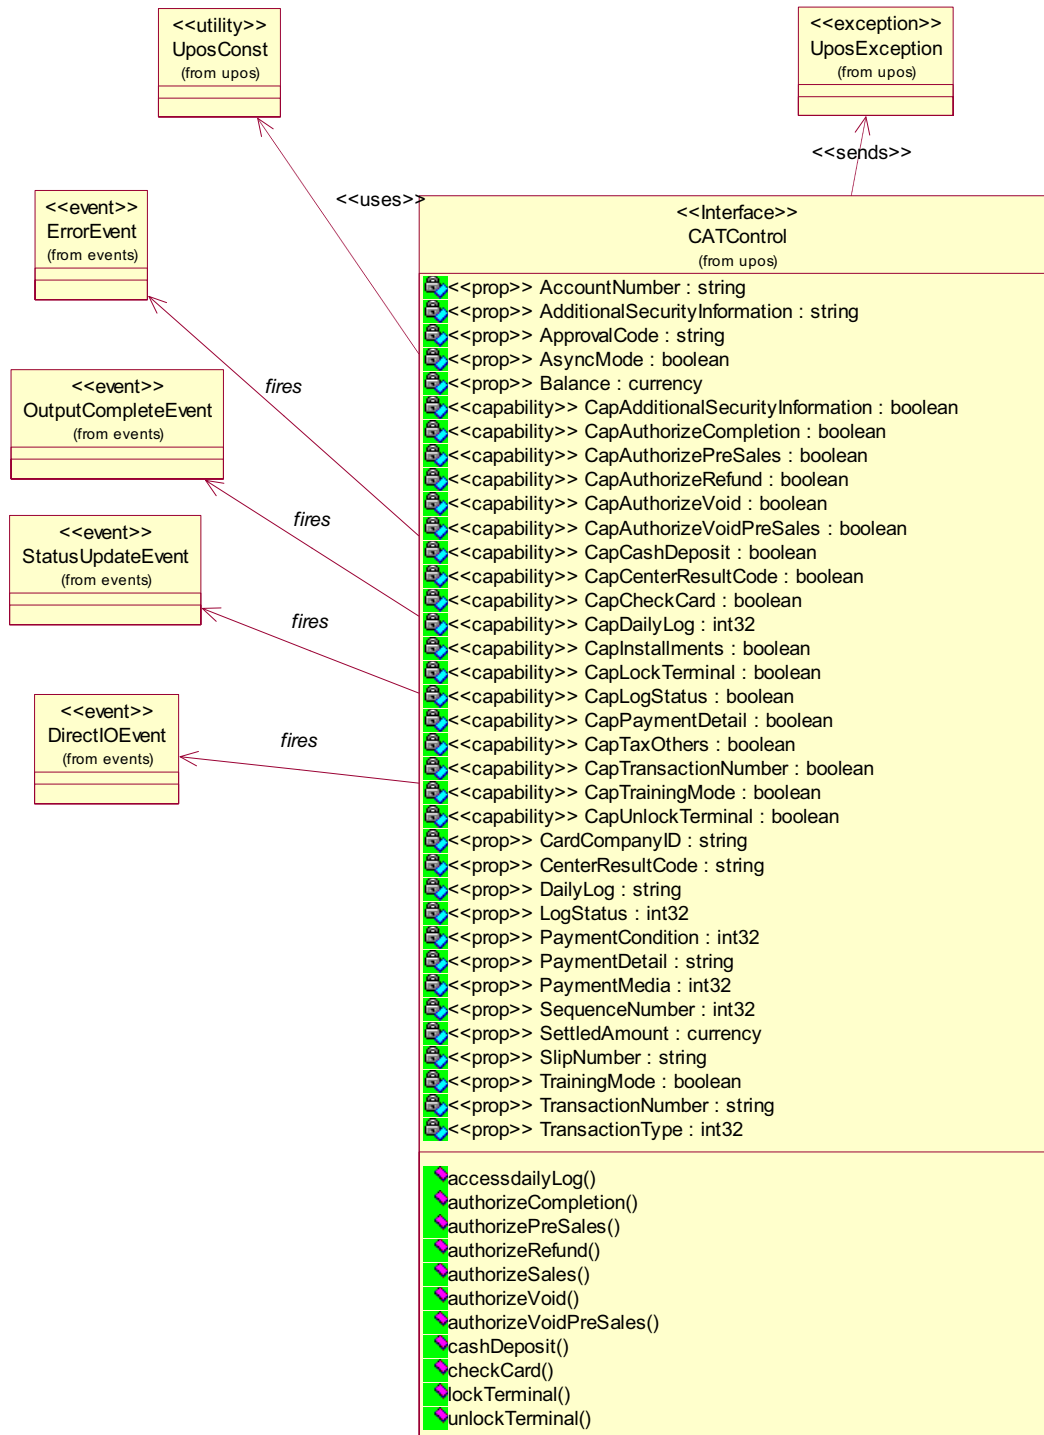 <<utility>>
UposConst
(from upos)
<<exception>>
UposException
(from upos)
<<sends>>
<<uses>>
<<event>>
ErrorEvent
(from events)
fires
<<event>>
OutputCompleteEvent
(from events)
fires
<<event>>
StatusUpdateEvent
(from events)
fires
<<event>>
DirectIOEvent
(from events)
fires
<<Interface>>
CATControl
(from upos)
<<prop>> AccountNumber : string
<<prop>> AdditionalSecurityInformation : string
<<prop>> ApprovalCode : string
<<prop>> AsyncMode : boolean
<<prop>> Balance : currency
<<capability>> CapAdditionalSecurityInformation : boolean
<<capability>> CapAuthorizeCompletion : boolean
<<capability>> CapAuthorizePreSales : boolean
<<capability>> CapAuthorizeRefund : boolean
<<capability>> CapAuthorizeVoid : boolean
<<capability>> CapAuthorizeVoidPreSales : boolean
<<capability>> CapCashDeposit : boolean
<<capability>> CapCenterResultCode : boolean
<<capability>> CapCheckCard : boolean
<<capability>> CapDailyLog : int32
<<capability>> CapInstallments : boolean
<<capability>> CapLockTerminal : boolean
<<capability>> CapLogStatus : boolean
<<capability>> CapPaymentDetail : boolean
<<capability>> CapTaxOthers : boolean
<<capability>> CapTransactionNumber : boolean
<<capability>> CapTrainingMode : boolean
<<capability>> CapUnlockTerminal : boolean
<<prop>> CardCompanyID : string
<<prop>> CenterResultCode : string
<<prop>> DailyLog : string
<<prop>> LogStatus : int32
<<prop>> PaymentCondition : int32
<<prop>> PaymentDetail : string
<<prop>> PaymentMedia : int32
<<prop>> SequenceNumber : int32
<<prop>> SettledAmount : currency
<<prop>> SlipNumber : string
<<prop>> TrainingMode : boolean
<<prop>> TransactionNumber : string
<<prop>> TransactionType : int32
accessdailyLog()
authorizeCompletion()
authorizePreSales()
authorizeRefund()
authorizeSales()
authorizeVoid()
authorizeVoidPreSales()
cashDeposit()
checkCard()
lockTerminal()
unlockTerminal()